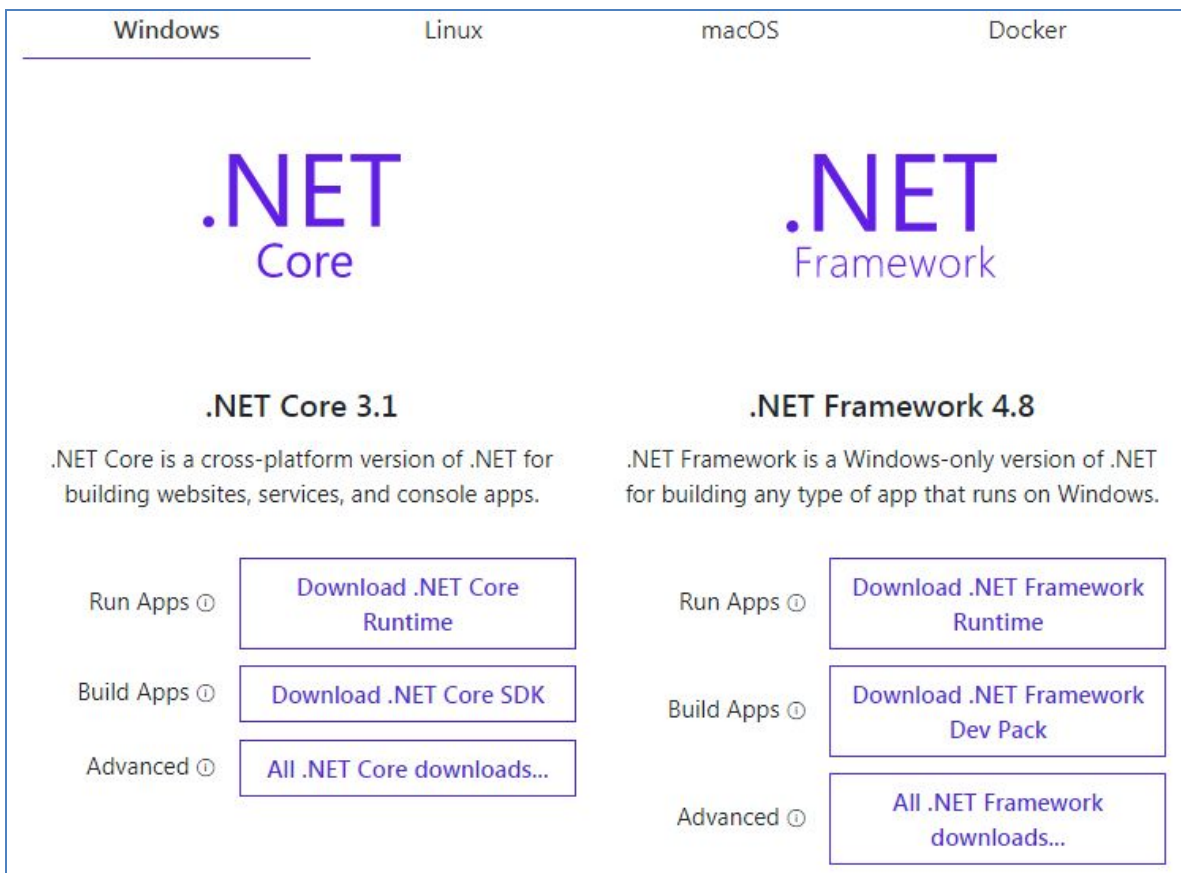 Windows
Linux
macOS
Docker
.NET
Core
.NET Core 3.1
.NET Core is a cross-platform version of .NET for
building websites, services, and console apps.
Run Apps ⓘ
Download .NET Core
Runtime
Build Apps ⓘ
Download .NET Core SDK
Advanced ⓘ
All .NET Core downloads...
.NET
Framework
.NET Framework 4.8
.NET Framework is a Windows-only version of .NET
for building any type of app that runs on Windows.
Run Apps ⓘ
Download .NET Framework
Runtime
Build Apps ⓘ
Download .NET Framework
Dev Pack
Advanced ⓘ
All .NET Framework
downloads...